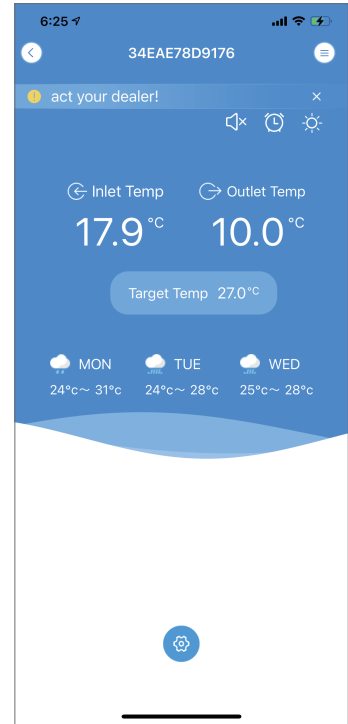 6:25
34EAE78D9176
act your dealer!
Inlet Temp Outlet Temp
17.9 °C 10.0 °C
Target Temp 27.0°C
MON TUE WED
24°c~ 31°c 24°c~ 28°c 25°c~ 28°c